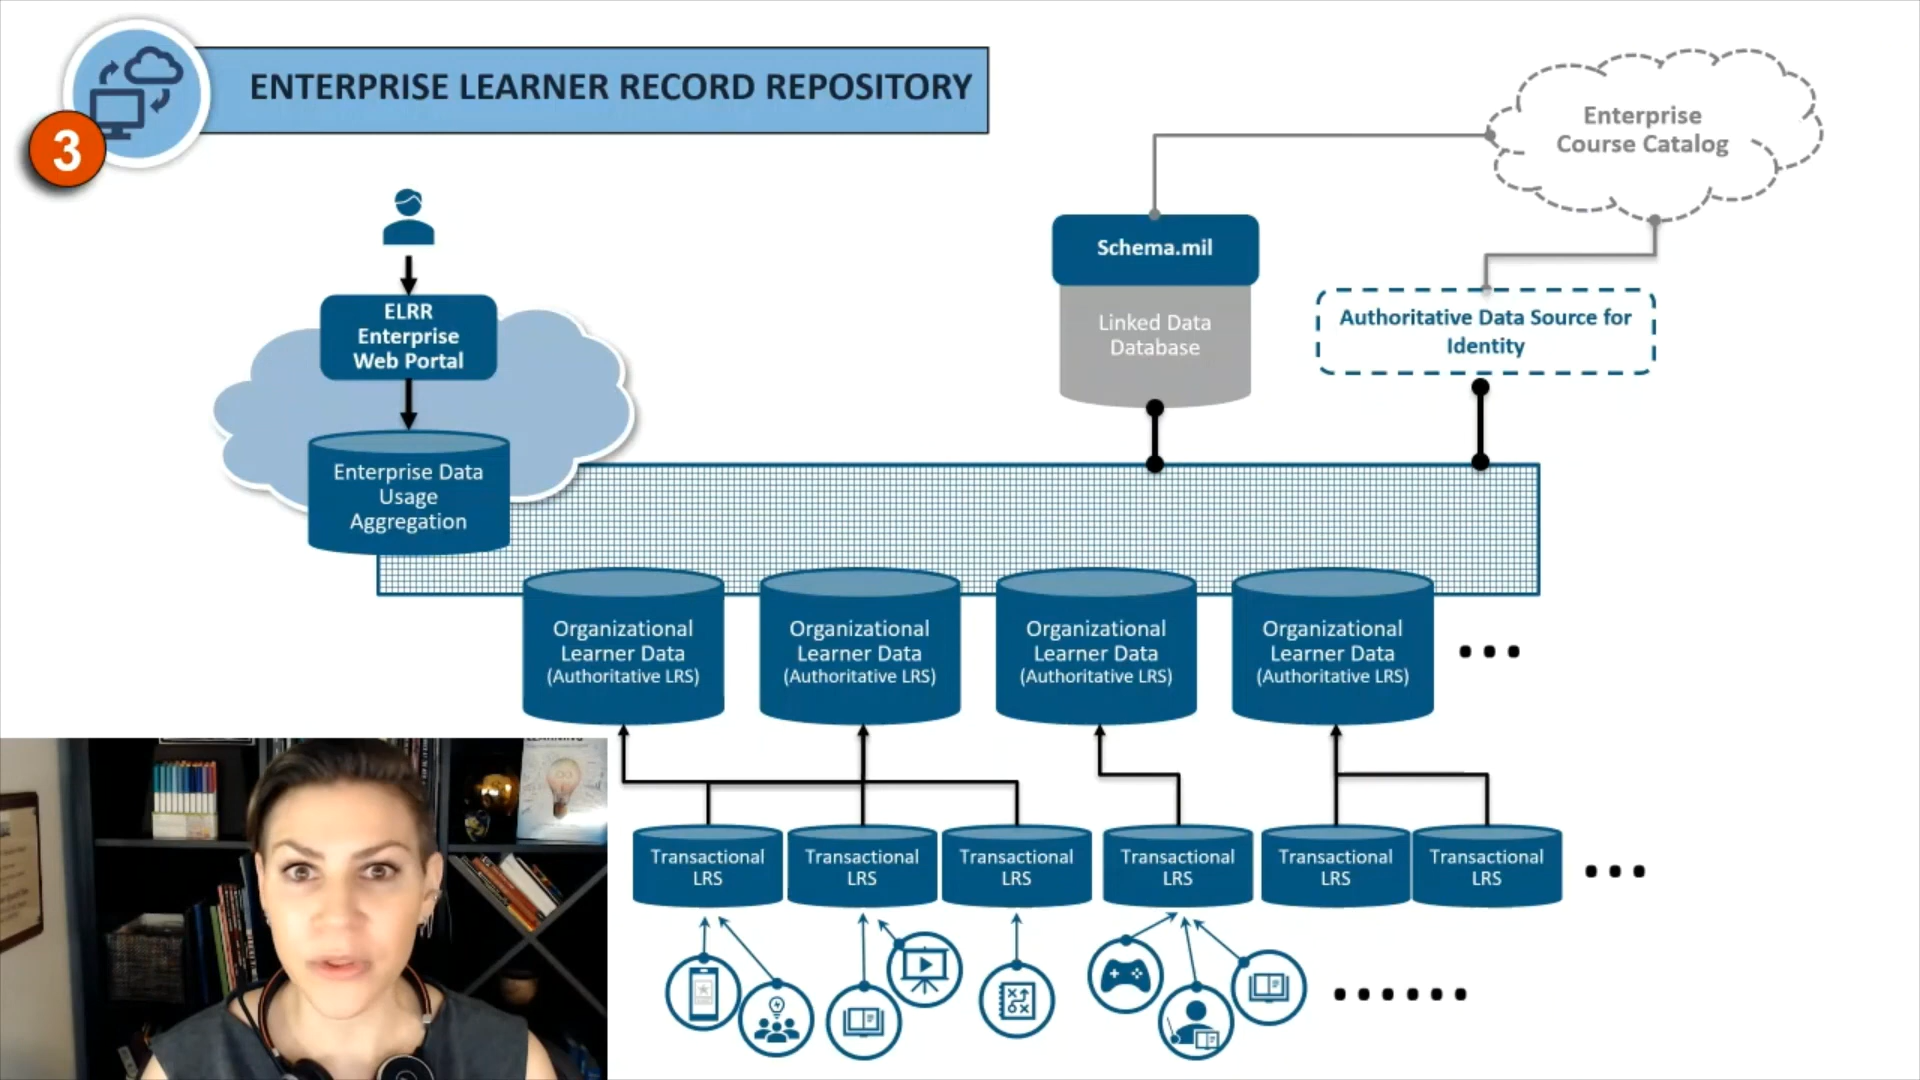 ENTERPRISE LEARNER RECORD REPOSITORY
3
Enterprise
Course Catalog
Schema.mil
Linked Data
Database
Authoritative Data Source for
Identity
ELRR
Enterprise
Web Portal
Enterprise Data
Usage
Aggregation
Organizational
Learner Data
(Authoritative LRS)
Organizational
Learner Data
(Authoritative LRS)
Organizational
Learner Data
(Authoritative LRS)
Organizational
Learner Data
(Authoritative LRS)
Transactional
LRS
Transactional
LRS
Transactional
LRS
Transactional
LRS
Transactional
LRS
Transactional
LRS